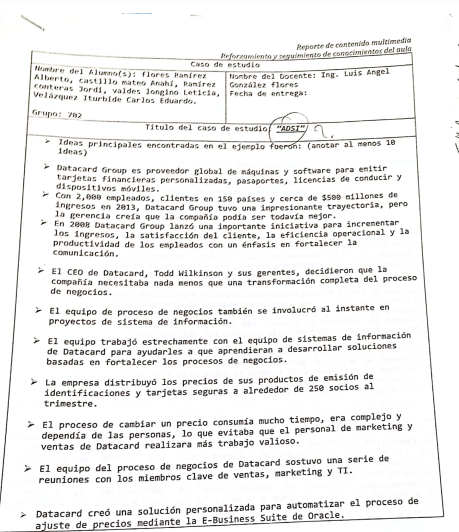 Reporte de contenido multimedia
Reforzamiento y seguimiento de conocimientos del aula
Caso de estudio
Nombre del Alumno(s): flores Ramírez
Alberto, castillo mateo Anahí, Ramírez
conteras Jordi, valdes longino Leticia,
Velázquez Iturbide Carlos Eduardo.
Grupo: 702
Nombre del Docente: Ing. Luis Angel
González flores
Fecha de entrega:
Título del caso de estudio: "ADSI"
➢ Ideas principales encontradas en el ejemplo fueron: (anotar al menos 10
ideas)
➢ Datacard Group es proveedor global de máquinas y software para emitir
tarjetas financieras personalizadas, pasaportes, licencias de conducir y
dispositivos móviles.
➢ Con 2,000 empleados, clientes en 150 países y cerca de $500 millones de
ingresos en 2013, Datacard Group tuvo una impresionante trayectoria, pero
la gerencia creía que la compañía podía ser todavía mejor.
➢ En 2008 Datacard Group lanzó una importante iniciativa para incrementar
los ingresos, la satisfacción del cliente, la eficiencia operacional y la
productividad de los empleados con un énfasis en fortalecer la
comunicación.
➢ El CEO de Datacard, Todd Wilkinson y sus gerentes, decidieron que la
compañía necesitaba nada menos que una transformación completa del proceso
de negocios.
➢ El equipo de proceso de negocios también se involucró al instante en
proyectos de sistema de información.
➢ El equipo trabajó estrechamente con el equipo de sistemas de información
de Datacard para ayudarles a que aprendieran a desarrollar soluciones
basadas en fortalecer los procesos de negocios.
➢ La empresa distribuyó los precios de sus productos de emisión de
identificaciones y tarjetas seguras a alrededor de 250 socios al
trimestre.
➢ El proceso de cambiar un precio consumía mucho tiempo, era complejo y
dependía de las personas, lo que evitaba que el personal de marketing y
ventas de Datacard realizara más trabajo valioso.
➢ El equipo del proceso de negocios de Datacard sostuvo una serie de
reuniones con los miembros clave de ventas, marketing y TI.
➢ Datacard creó una solución personalizada para automatizar el proceso de
ajuste de precios mediante la E-Business Suite de Oracle.